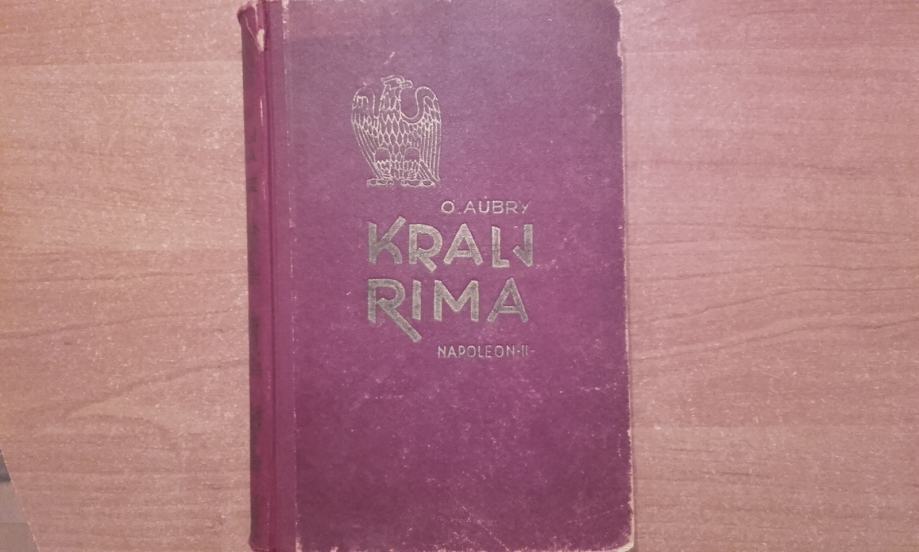 O. AUBRY
KRALJ
RIMA
NAPOLEON·II·